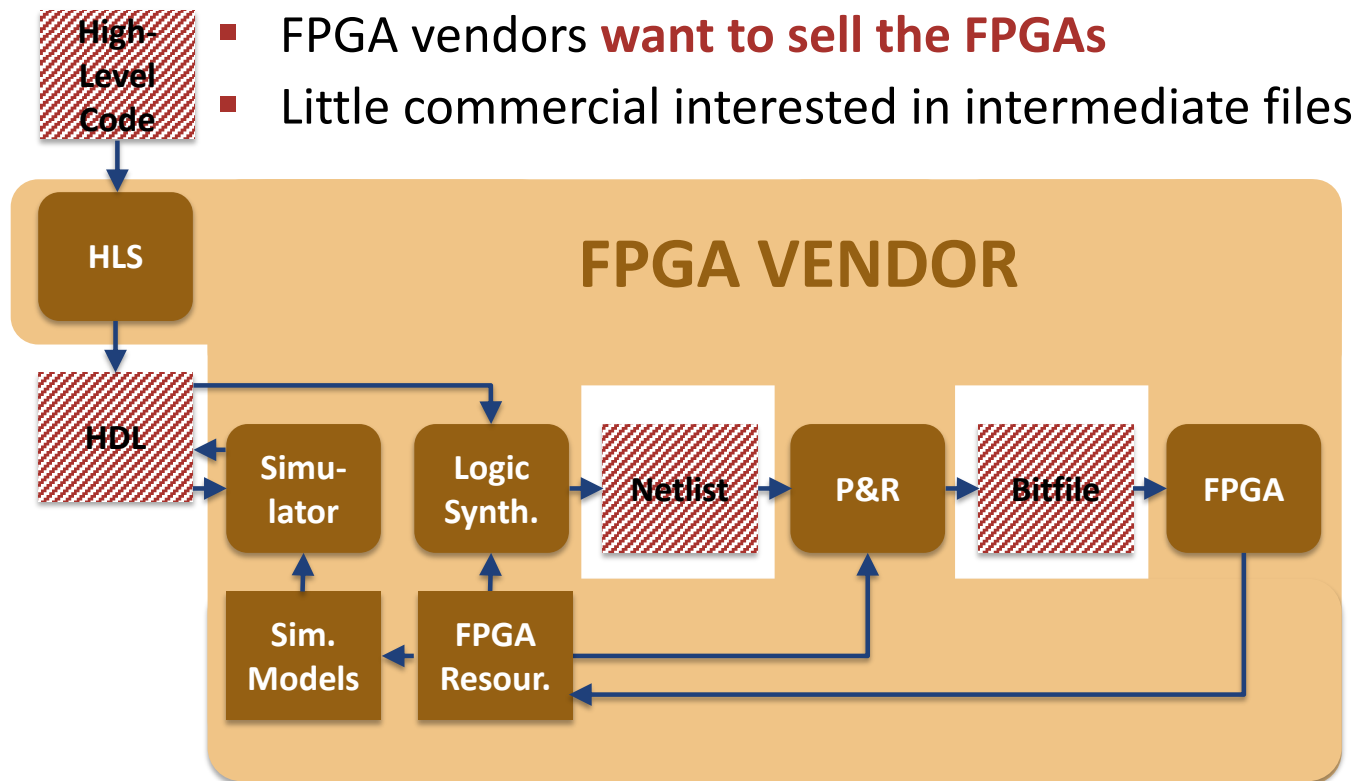 High-
Level
Code
▪ FPGA vendors want to sell the FPGAs
▪ Little commercial interested in intermediate files
HLS
FPGA VENDOR
HDL
Simu-
lator
Logic
Synth.
Netlist
P&R
Bitfile
FPGA
Sim.
Models
FPGA
Resour.